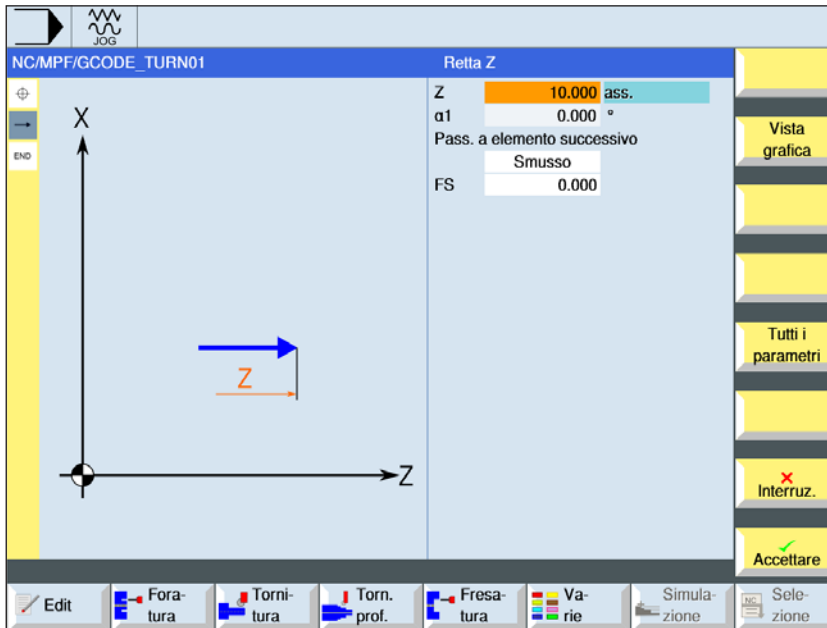 JOG
NC/MPF/GCODE_TURN01
Retta Z
END
X
Z
Z
Z 10.000 ass.
α1 0.000 °
Pass. a elemento successivo
Smusso
FS 0.000
Vista
grafica
Tutti i
parametri
Interruz.
Accettare
Edit
Fora-
tura
Torni-
tura
Torn.
prof.
Fresa-
tura
Va-
rie
Simula-
zione
NC
Sele-
zione